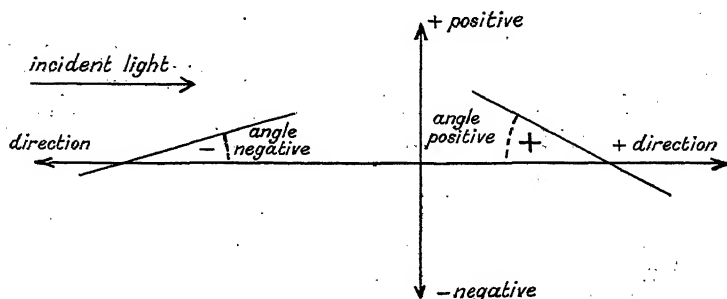 + positive
incident light
angle
negative
-
angle
positive
+
direction
+ direction
- negative